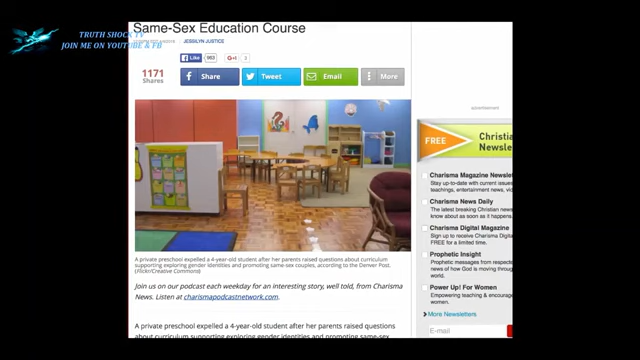 TRUTH SHOCK TV
JOIN ME ON YOUTUBE & FB
Same-Sex Education Course
JESSILYN JUSTICE
1171
Shares
Like
Share
Tweet
Email
More
A private preschool expelled a 4-year-old student after her parents raised questions about curriculum
supporting exploring gender identities and promoting same-sex couples, according to the Denver Post.
(Flickr/Creative Commons)
Join us on our podcast each weekday for an interesting story, well told, from Charisma
News. Listen at charismapodcastnetwork.com.
A private preschool expelled a 4-year-old student after her parents raised questions
about curriculum supporting exploring gender identities and promoting same-sex
advertisement
FREE
Christian
Newsle
Charisma Magazine Newslet
Stay up-to-date with current issues
teachings, entertainment news, vi
Charisma News Daily
The latest breaking Christian news
know about as soon as it happens
Charisma Digital Magazine
Sign up to receive Charisma Digital
FREE for a limited time.
Prophetic Insight
Prophetic messages from respecte
news of how God is moving through
world.
Power Up! For Women
Empowering teaching & encourage
women.
More Newsletters
E-mail